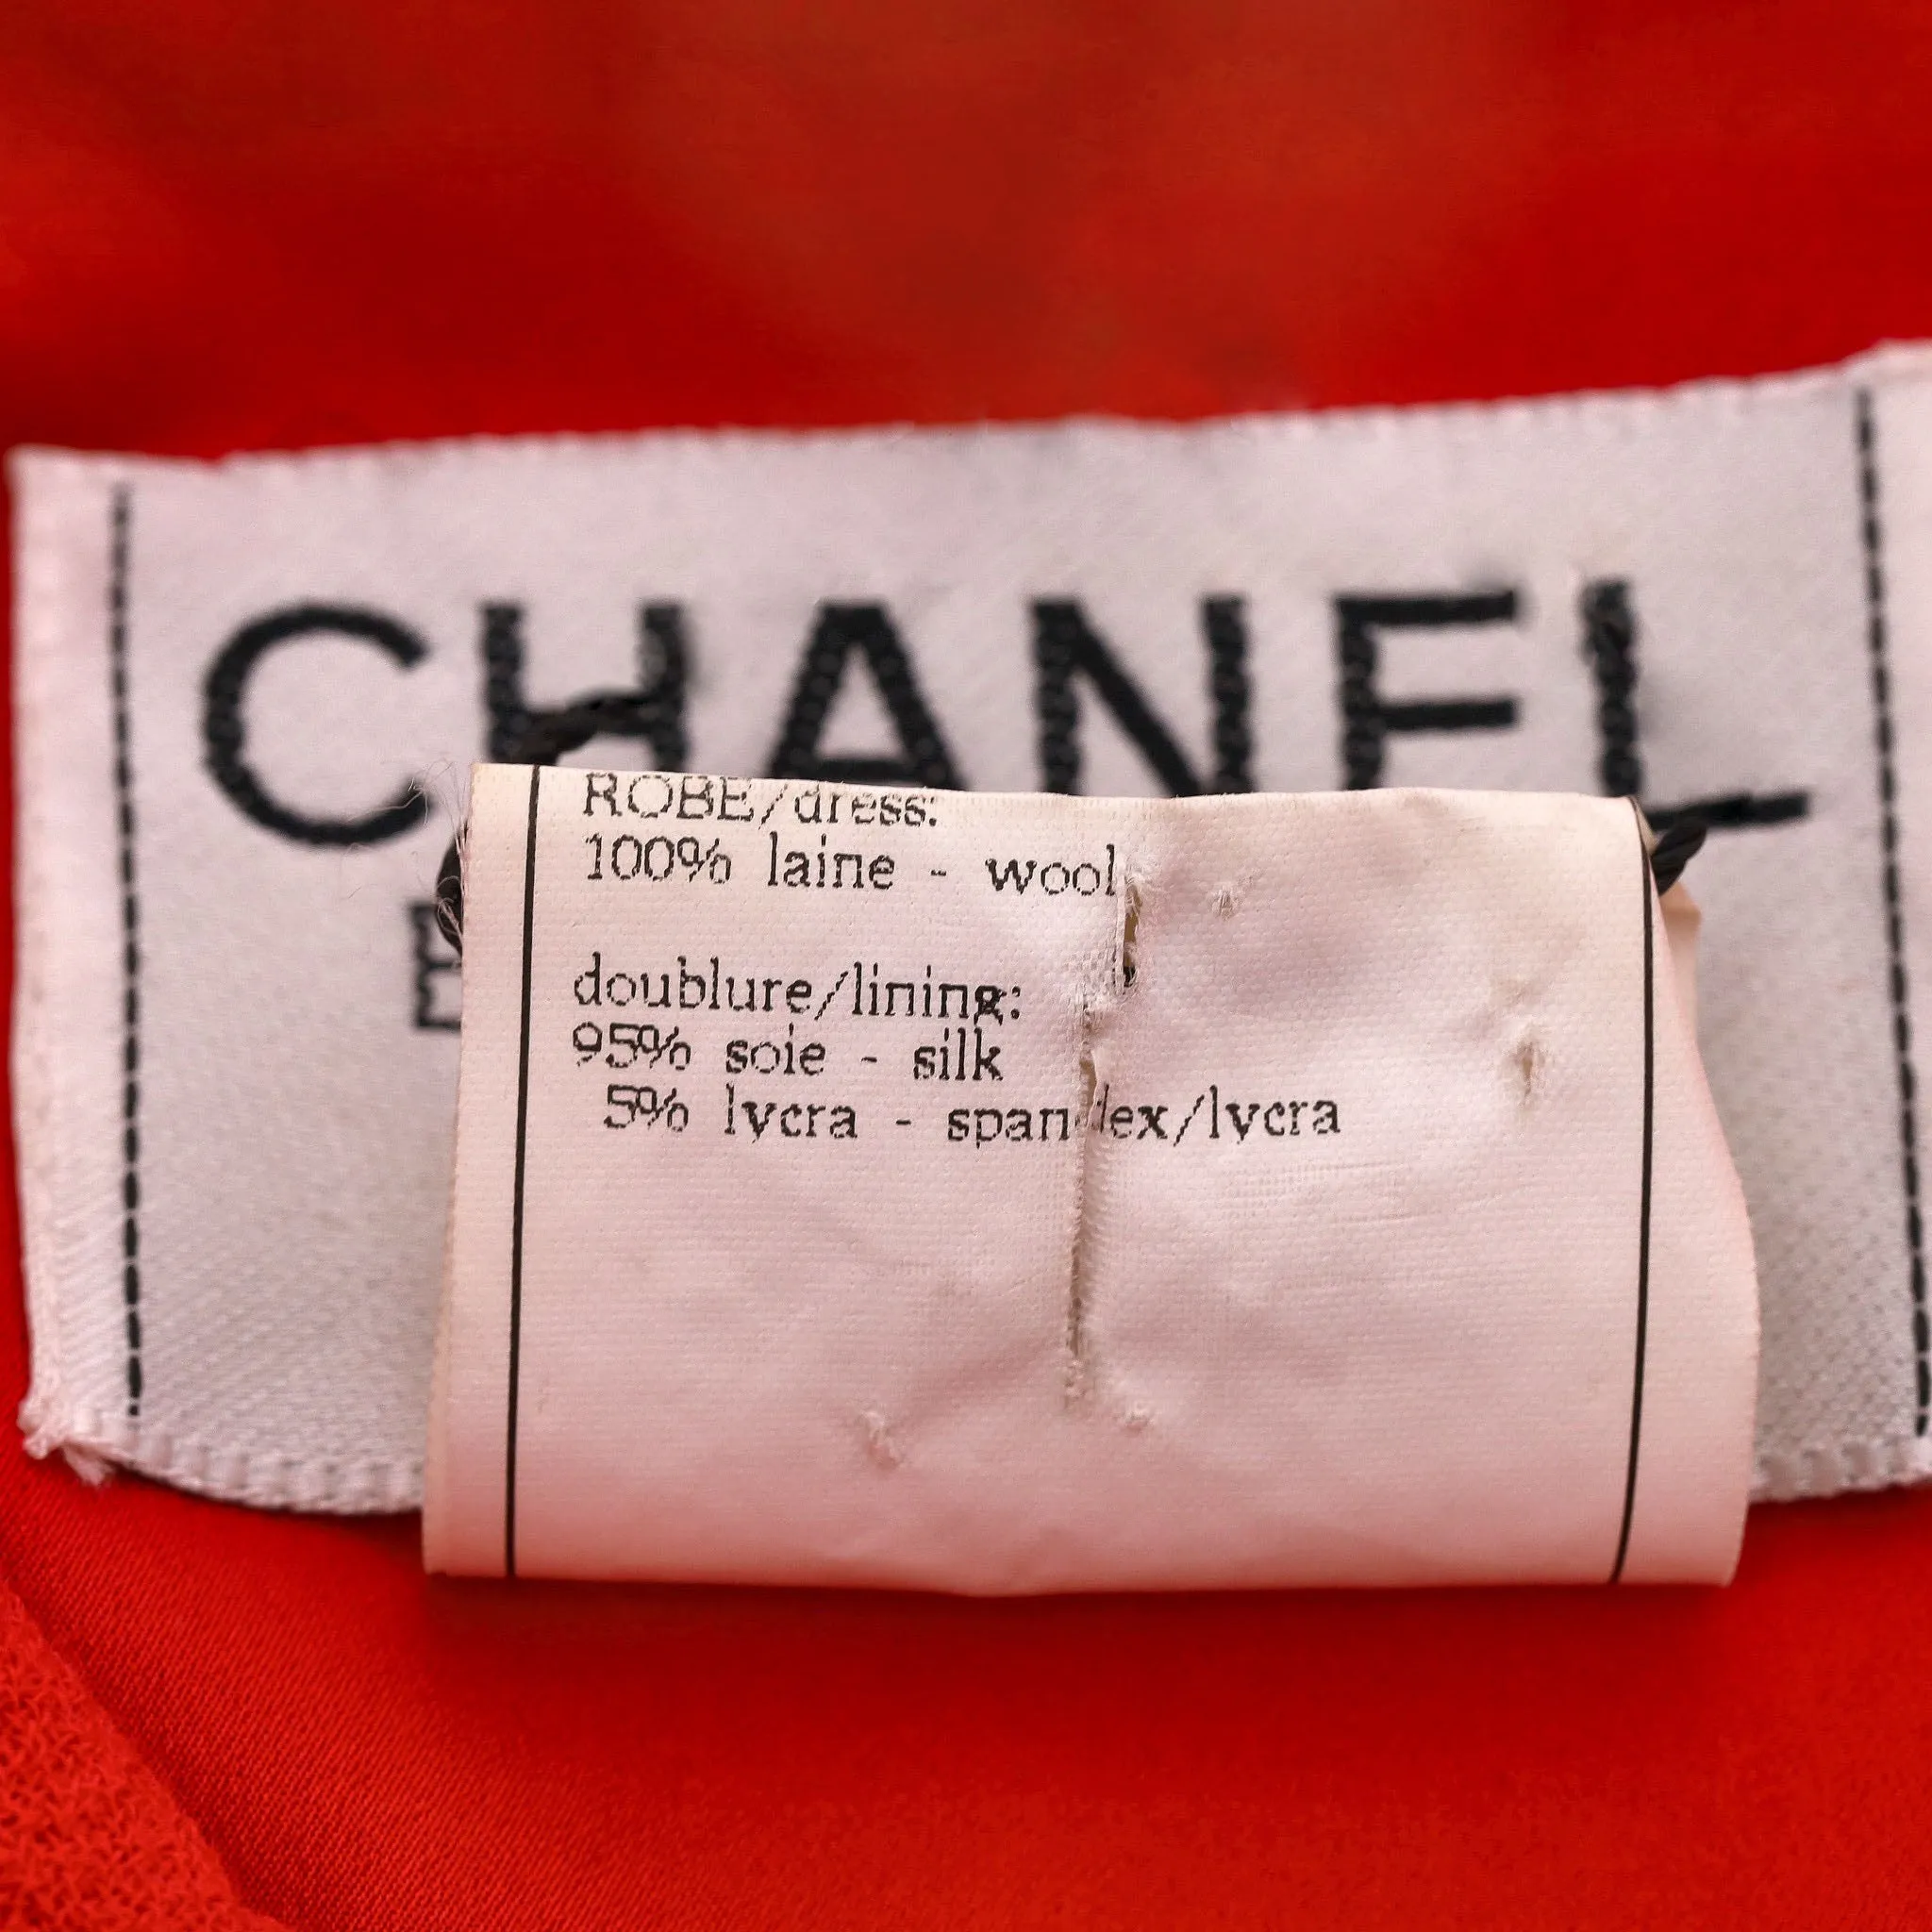 CHANEL
ROBE/dress:
100% laine - wool
doublure/lining:
95% soie - silk
5% lycra - spandex/lycra